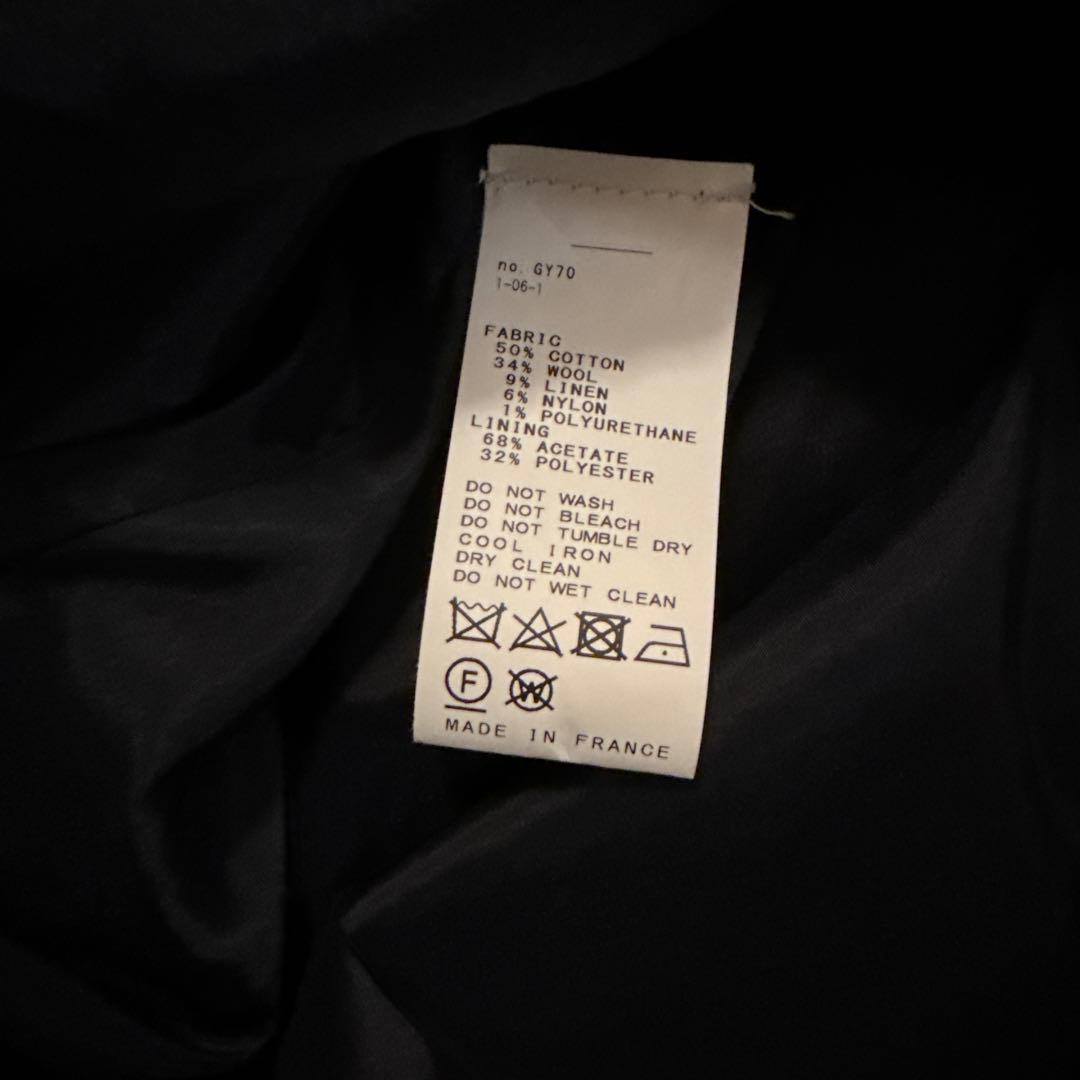 no. GY70
1-06-1
FABRIC
50% COTTON
34% WOOL
9% LINEN
6% NYLON
1% POLYURETHANE
LINING
68% ACETATE
32% POLYESTER
DO NOT WASH
DO NOT BLEACH
DO NOT TUMBLE DRY
COOL IRON
DRY CLEAN
DO NOT WET CLEAN
F W
MADE IN FRANCE